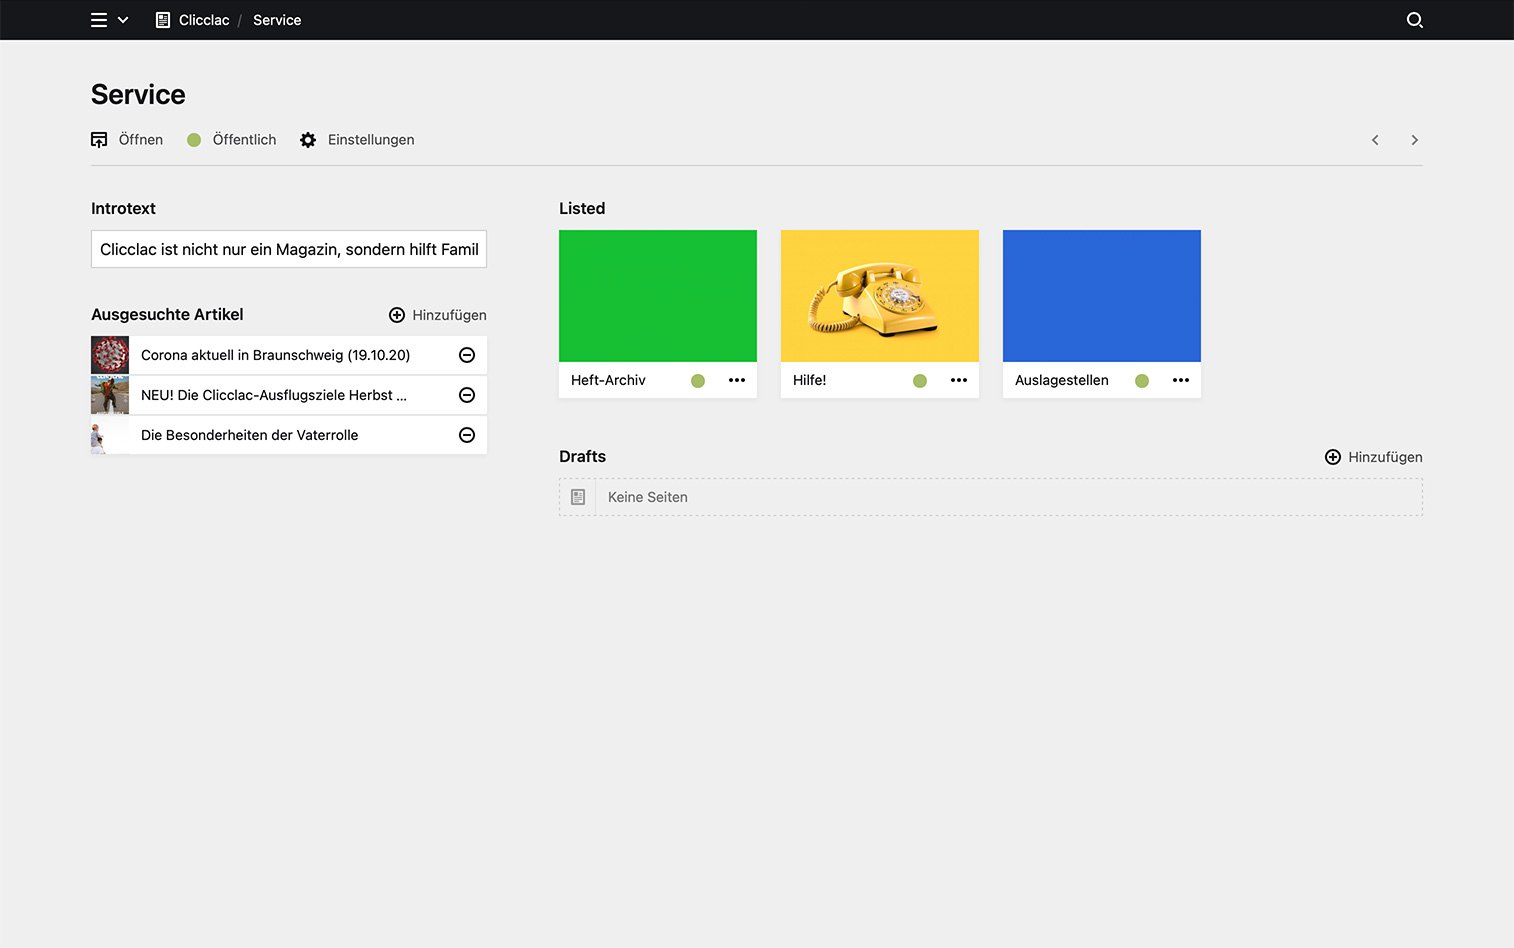 Clicclac / Service
Service
Öffnen Öffentlich Einstellungen
Introtext
Clicclac ist nicht nur ein Magazin, sondern hilft Famil
Ausgesuchte Artikel Hinzufügen
Corona aktuell in Braunschweig (19.10.20)
NEU! Die Clicclac-Ausflugsziele Herbst ...
Die Besonderheiten der Vaterrolle
Listed
Heft-Archiv
Hilfe!
Auslagestellen
Drafts Hinzufügen
Keine Seiten